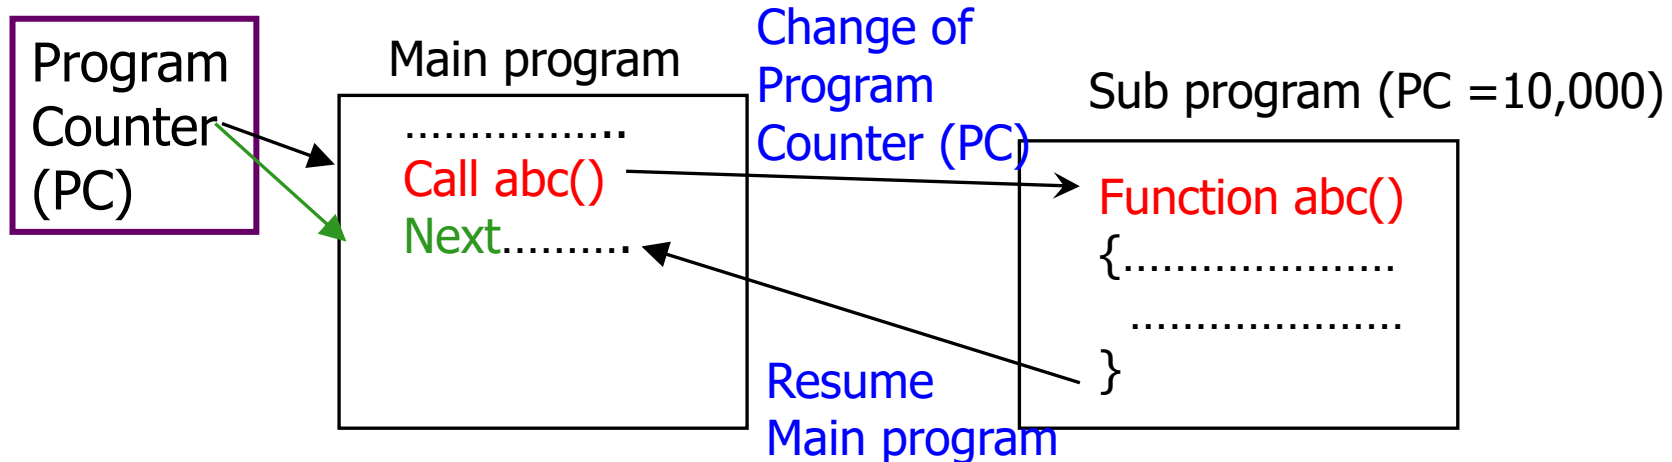 Program
Counter
(PC)
Main program
..................
Call abc()
Next..........
Change of
Program
Counter (PC)
Sub program (PC =10,000)
Function abc()
{.....................
.....................
}
Resume
Main program